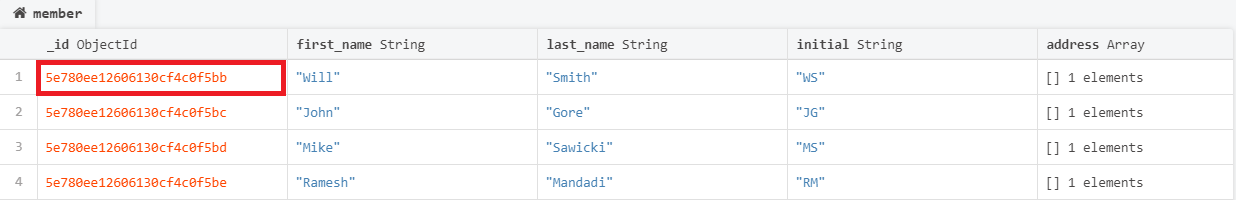 member
_id ObjectId first_name String last_name String initial String address Array
1 5e780ee12606130cf4c0f5bb "Will" "Smith" "WS" [] 1 elements
2 5e780ee12606130cf4c0f5bc "John" "Gore" "JG" [] 1 elements
3 5e780ee12606130cf4c0f5bd "Mike" "Sawicki" "MS" [] 1 elements
4 5e780ee12606130cf4c0f5be "Ramesh" "Mandadi" "RM" [] 1 elements